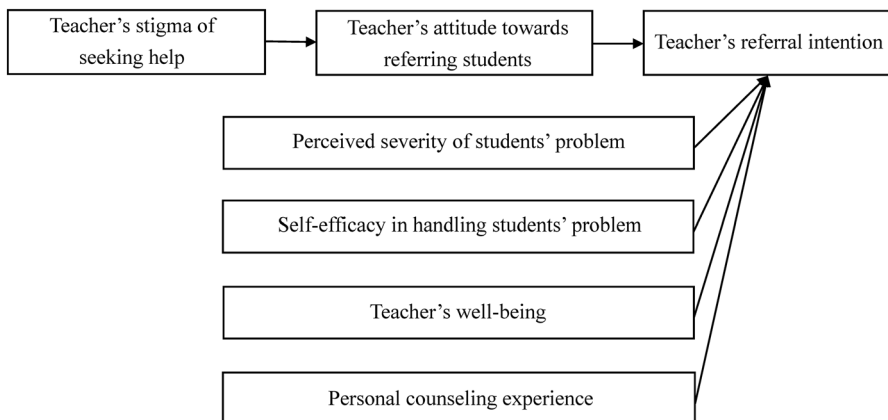 Teacher’s stigma of
seeking help
Teacher’s attitude towards
referring students
Teacher’s referral intention
Perceived severity of students’ problem
Self-efficacy in handling students’ problem
Teacher’s well-being
Personal counseling experience